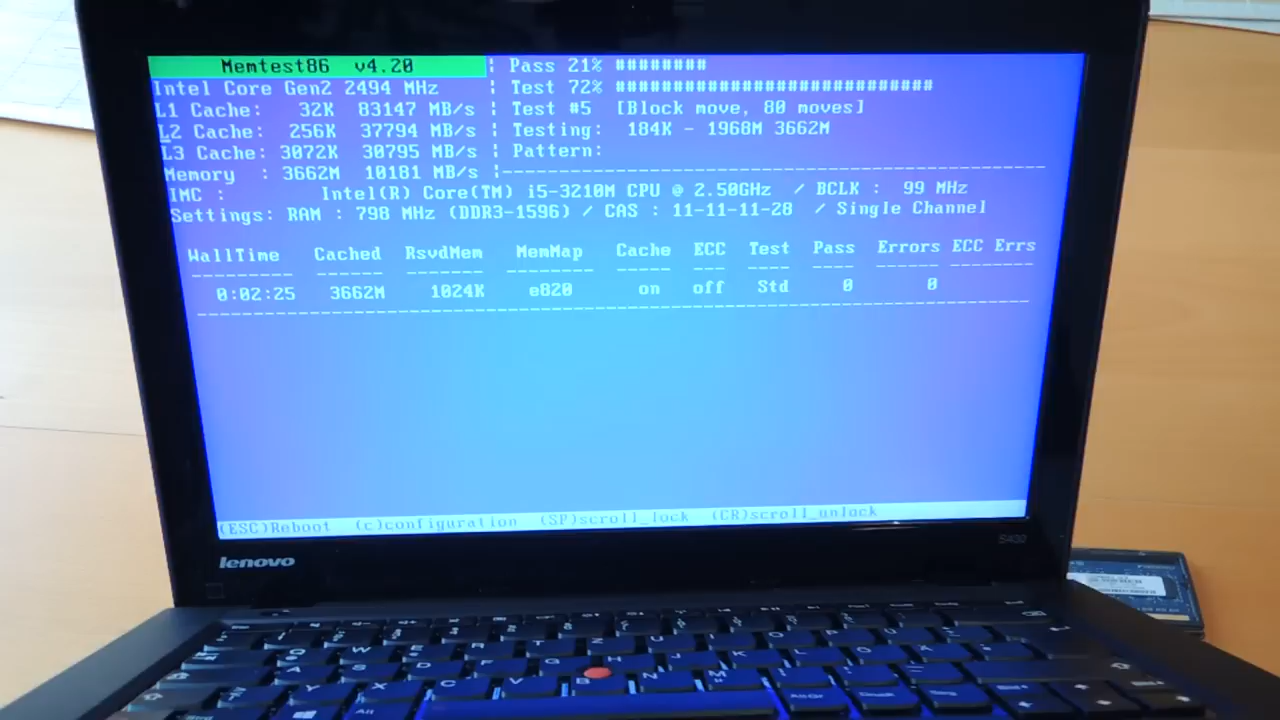 Memtest86 v4.20 | Pass 21% ########
Intel Core Gen2 2494 MHz | Test 72% ###########################
L1 Cache: 32K 83147 MB/s | Test #5 [Block move, 80 moves]
L2 Cache: 256K 37794 MB/s | Testing: 184K - 1968M 3662M
L3 Cache: 3072K 30795 MB/s | Pattern:
Memory : 3662M 10181 MB/s |-------------------------------------------------
IMC : Intel(R) Core(TM) i5-3210M CPU @ 2.50GHz / BCLK : 99 MHz
Settings: RAM : 798 MHz (DDR3-1596) / CAS : 11-11-11-28 / Single Channel
WallTime Cached RsvdMem MemMap Cache ECC Test Pass Errors ECC Errs
--------- ------ ------- -------- ----- --- ---- ---- ------ --------
0:02:25 3662M 1024K e820 on off Std 0 0
(ESC)Reboot (c)configuration (SP)scroll_lock (CR)scroll_unlock
lenovo
S430